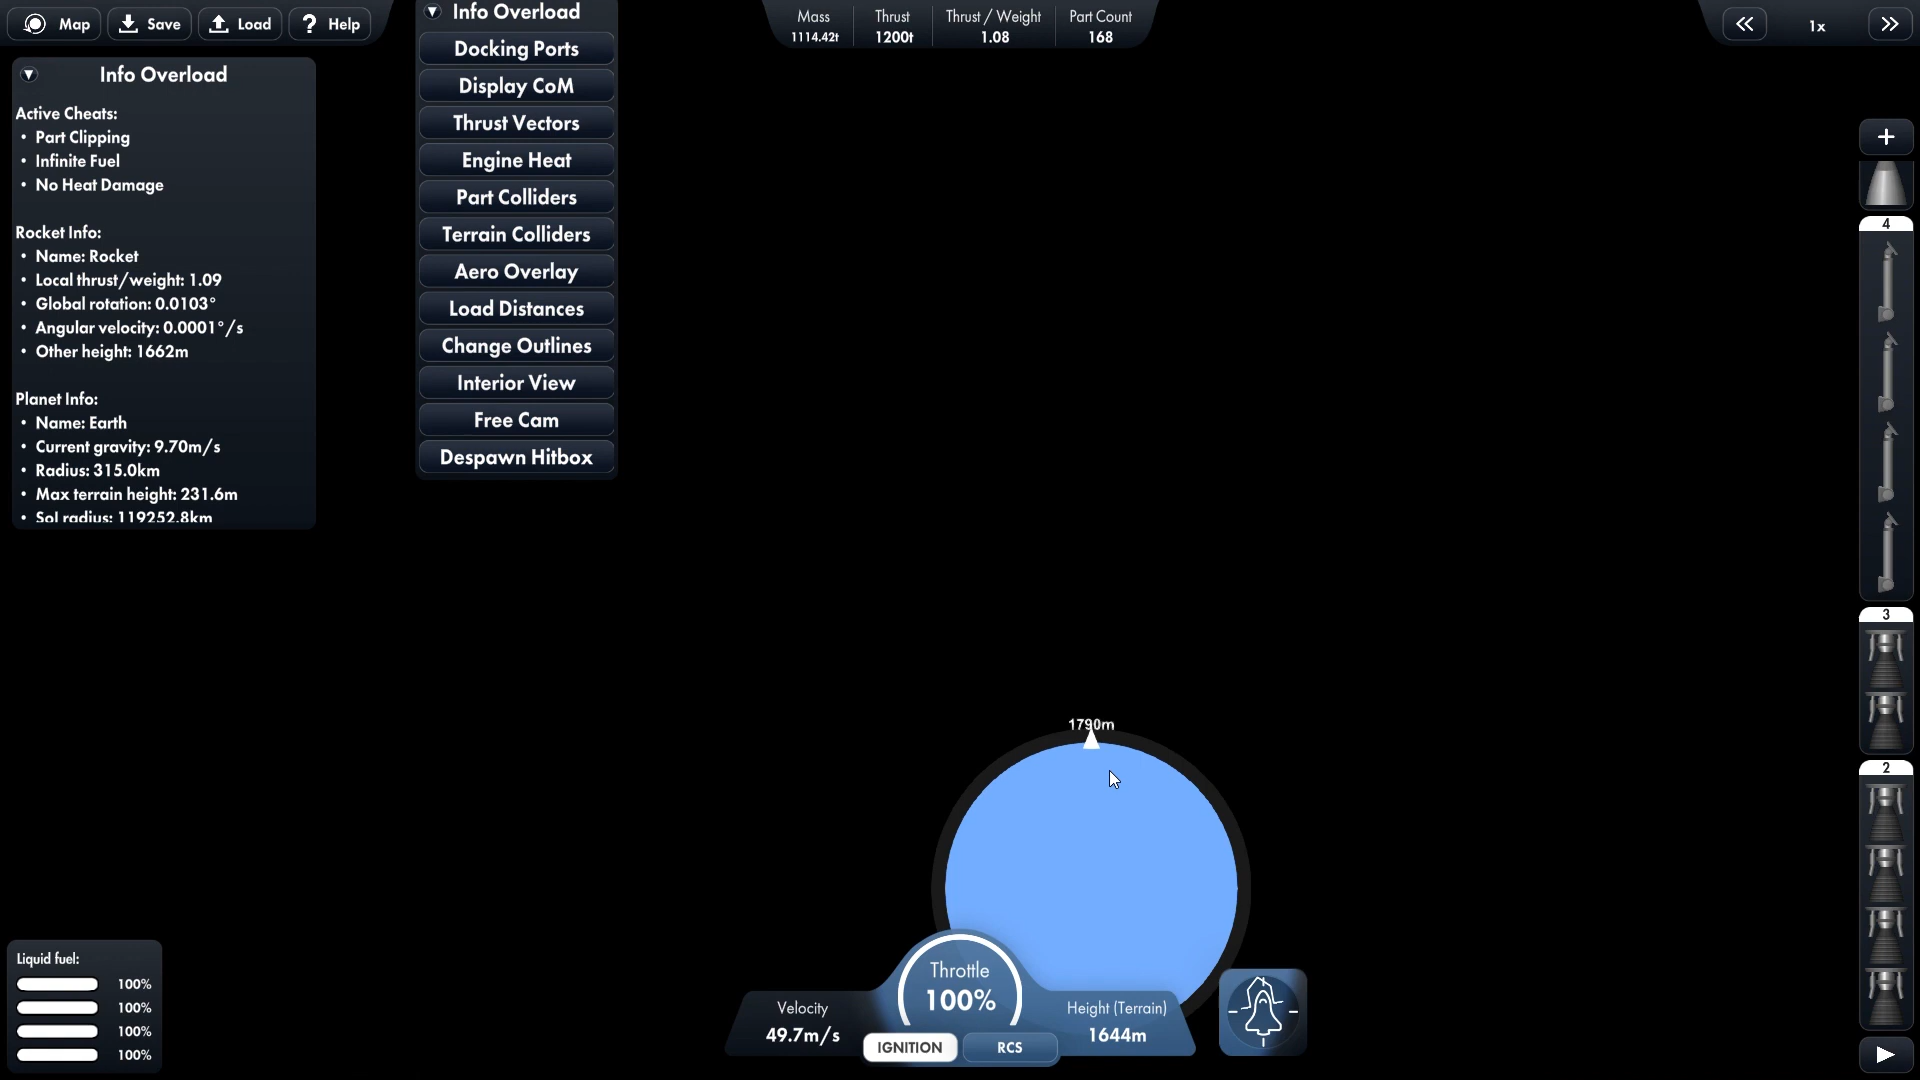 Map
Save
Load
? Help
Info Overload
Active Cheats:
• Part Clipping
• Infinite Fuel
• No Heat Damage
Rocket Info:
• Name: Rocket
• Local thrust/weight: 1.09
• Global rotation: 0.0103°
• Angular velocity: 0.0001°/s
• Other height: 1662m
Planet Info:
• Name: Earth
• Current gravity: 9.70m/s
• Radius: 315.0km
• Max terrain height: 231.6m
• Sol radius: 119252.8km
Info Overload
Docking Ports
Display CoM
Thrust Vectors
Engine Heat
Part Colliders
Terrain Colliders
Aero Overlay
Load Distances
Change Outlines
Interior View
Free Cam
Despawn Hitbox
Mass
1114.42t
Thrust
1200t
Thrust / Weight
1.08
Part Count
168
1x
4
3
2
1790m
Liquid fuel:
100%
100%
100%
100%
Throttle
100%
Velocity
49.7m/s
IGNITION
RCS
Height (Terrain)
1644m